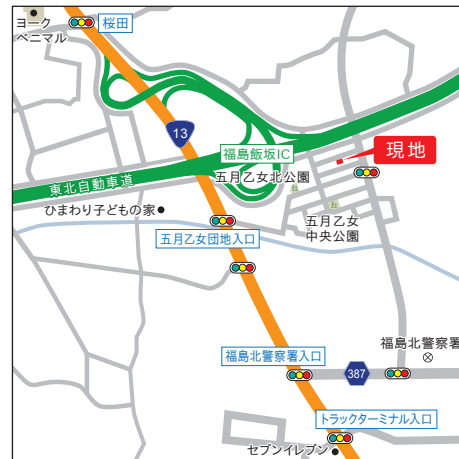 ヨーク
ベニマル
桜田
13
福島飯坂IC
現地
東北自動車道
五月乙女北公園
ひまわり子どもの家
五月乙女
中央公園
五月乙女団地入口
福島北警察署
福島北警察署入口
387
トラックターミナル入口
セブンイレブン